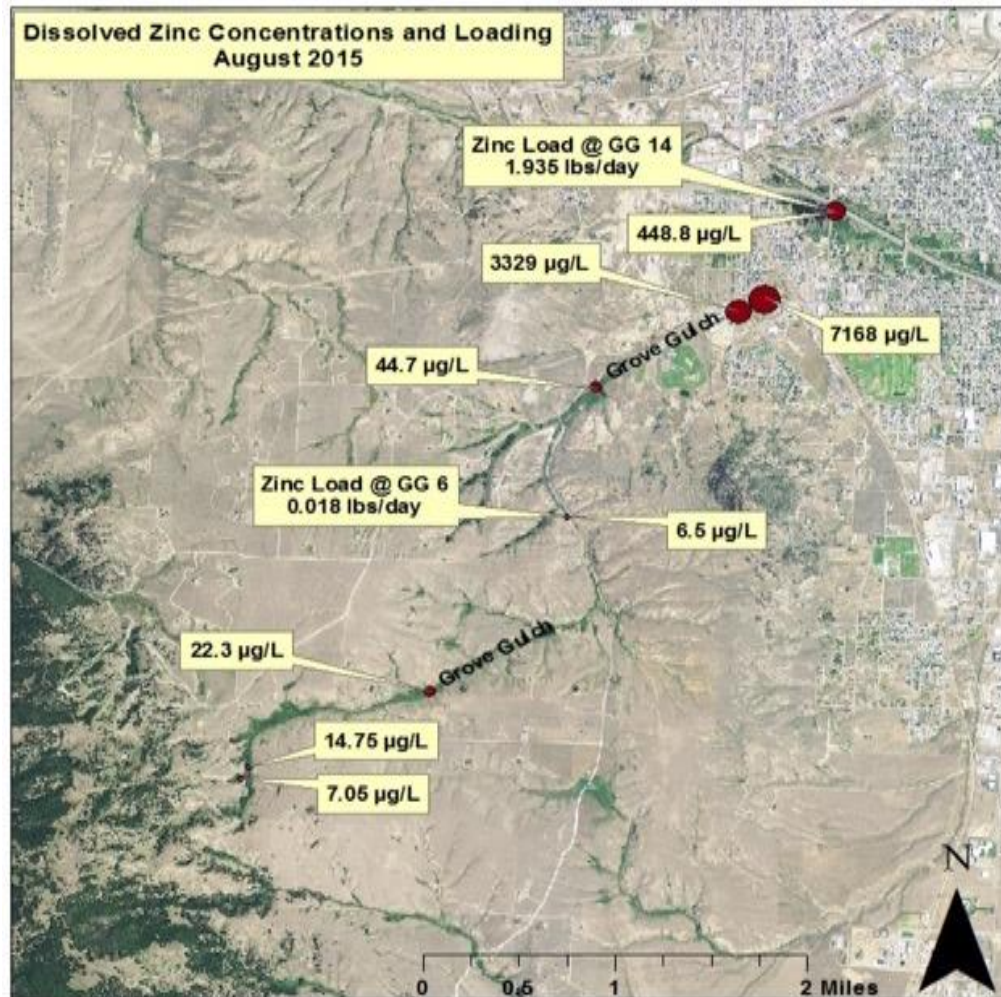 Dissolved Zinc Concentrations and Loading
August 2015
Zinc Load @ GG 14
1.935 lbs/day
448.8 µg/L
3329 µg/L
7168 µg/L
Grove Gulch
44.7 µg/L
Zinc Load @ GG 6
0.018 lbs/day
6.5 µg/L
Grove Gulch
22.3 µg/L
14.75 µg/L
7.05 µg/L
N
0 0.5 1 2 Miles